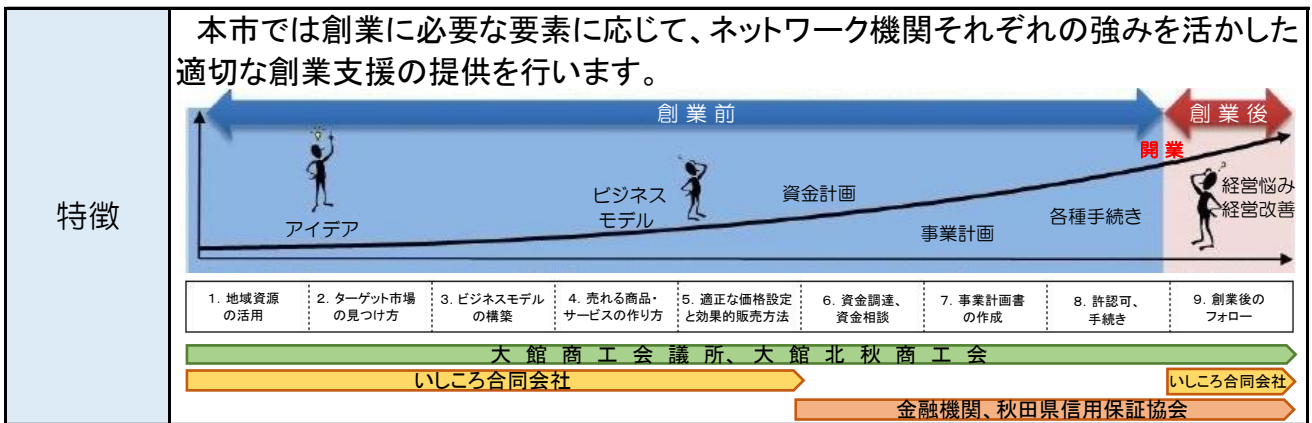 特徴
本市では創業に必要な要素に応じて、ネットワーク機関それぞれの強みを活かした
適切な創業支援の提供を行います。
創業前
創業後
開業
アイデア
ビジネス
モデル
資金計画
事業計画
各種手続き
経営悩み
経営改善
1. 地域資源
の活用
2. ターゲット市場
の見つけ方
3. ビジネスモデル
の構築
4. 売れる商品・
サービスの作り方
5. 適正な価格設定
と効果的販売方法
6. 資金調達、
資金相談
7. 事業計画書
の作成
8. 許認可、
手続き
9. 創業後の
フォロー
大館商工会議所、大館北秋商工会
いしころ合同会社
いしころ合同会社
金融機関、秋田県信用保証協会